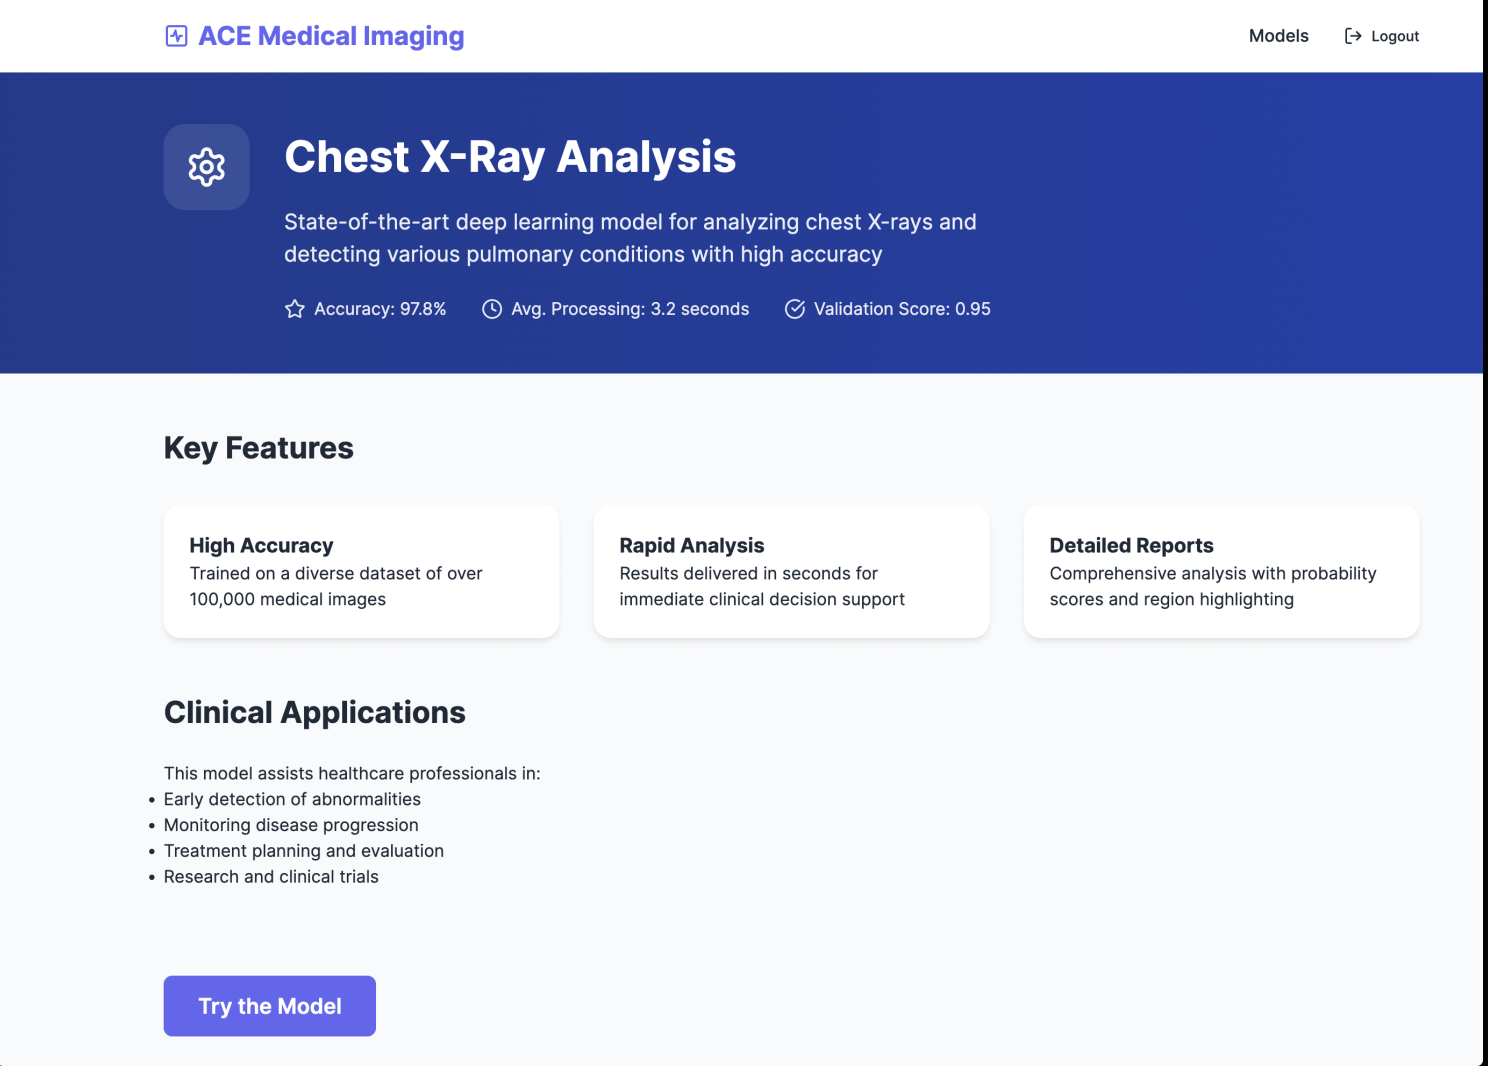 ACE Medical Imaging
Models
Logout
Chest X-Ray Analysis
State-of-the-art deep learning model for analyzing chest X-rays and
detecting various pulmonary conditions with high accuracy
Accuracy: 97.8%
Avg. Processing: 3.2 seconds
Validation Score: 0.95
Key Features
High Accuracy
Trained on a diverse dataset of over
100,000 medical images
Rapid Analysis
Results delivered in seconds for
immediate clinical decision support
Detailed Reports
Comprehensive analysis with probability
scores and region highlighting
Clinical Applications
This model assists healthcare professionals in:
• Early detection of abnormalities
• Monitoring disease progression
• Treatment planning and evaluation
• Research and clinical trials
Try the Model